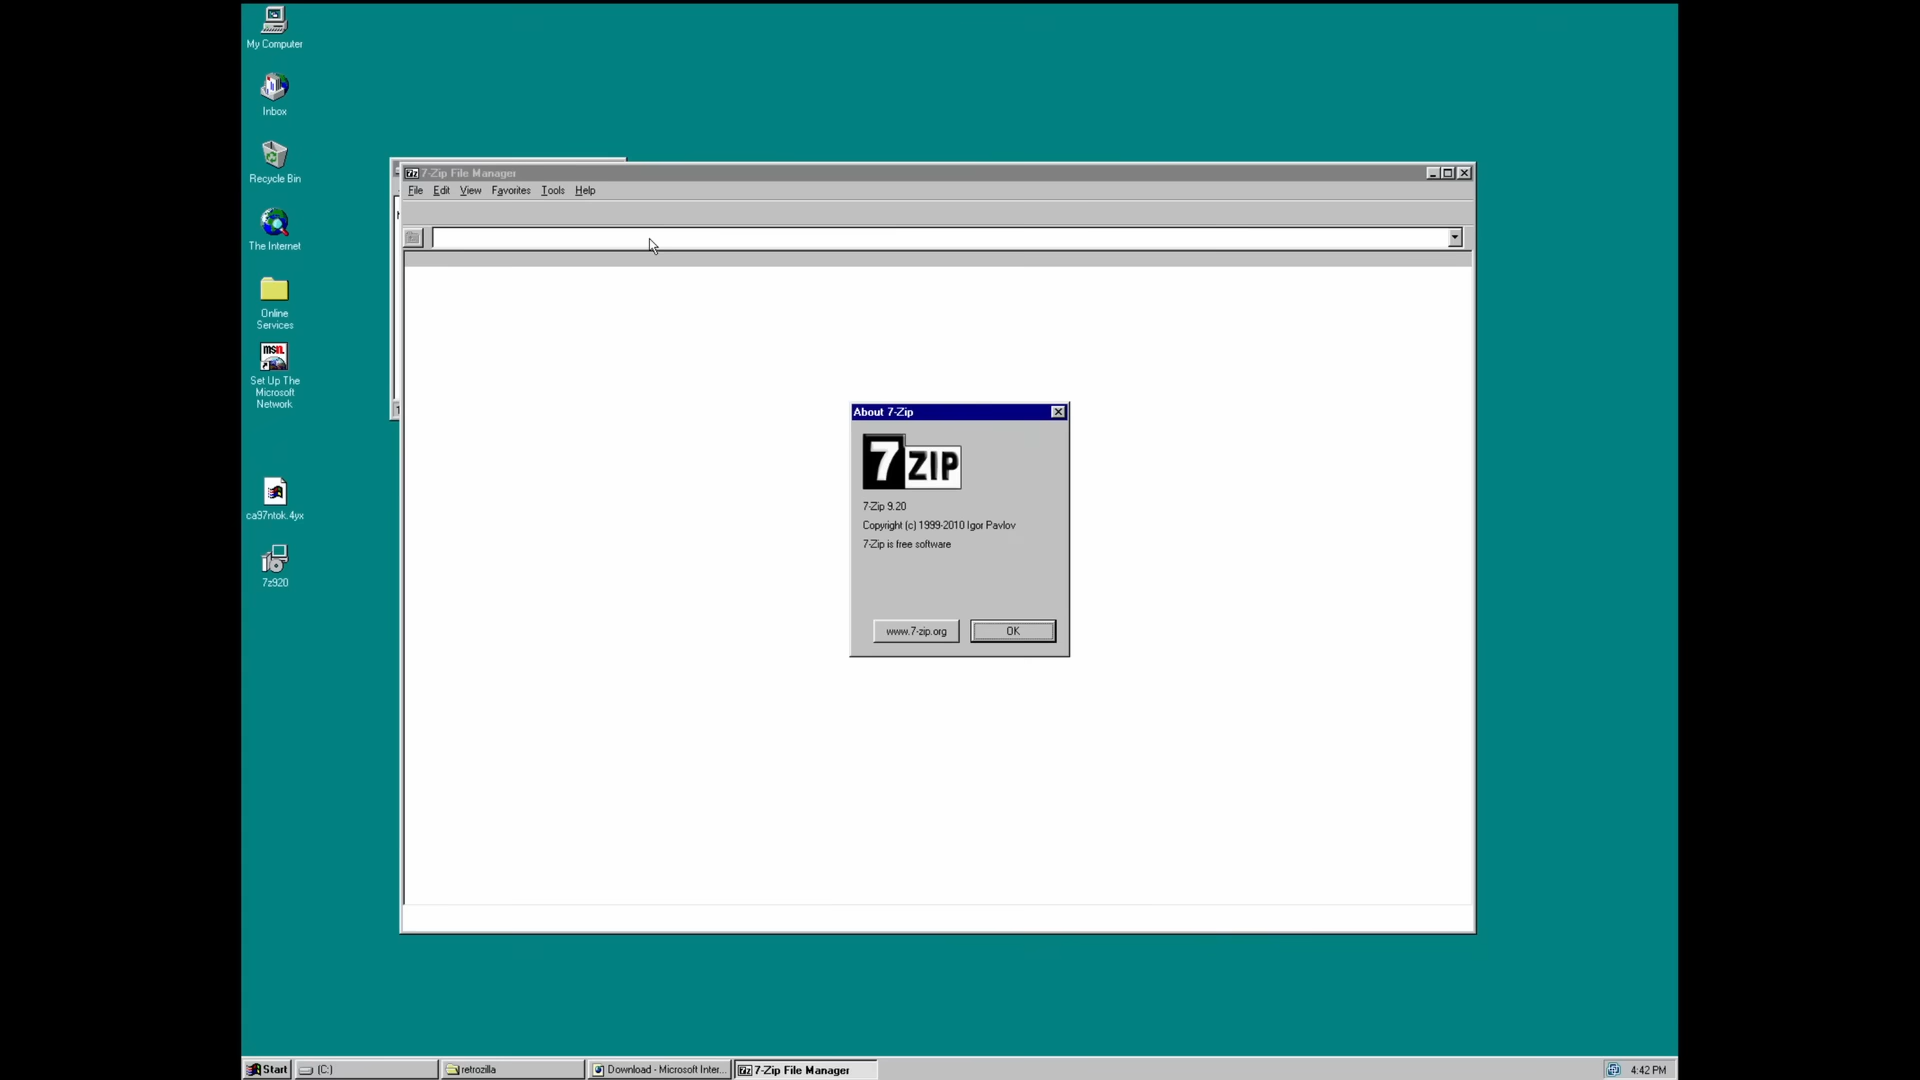 My Computer
Inbox
Recycle Bin
The Internet
Online
Services
msn
Set Up The
Microsoft
Network
ca97ntok.4yx
7z920
7z 7-Zip File Manager
File Edit View Favorites Tools Help
About 7-Zip
7 ZIP
7-Zip 9.20
Copyright (c) 1999-2010 Igor Pavlov
7-Zip is free software
www.7-zip.org OK
Start (C:) retrozilla Download - Microsoft Inter... 7z 7-Zip File Manager 4:42 PM